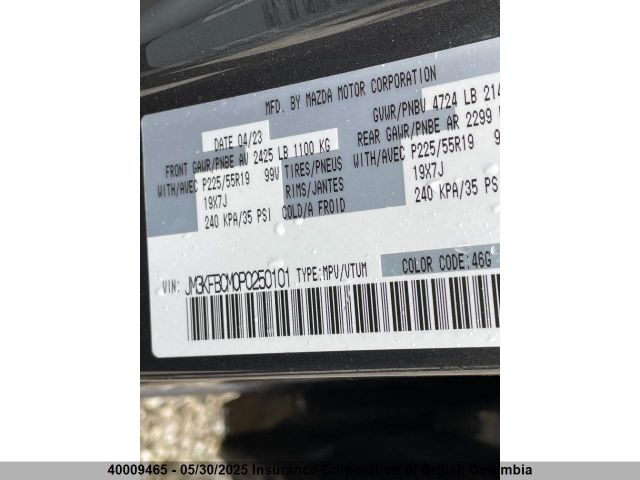 MFD. BY MAZDA MOTOR CORPORATION
DATE 04/23 GVWR/PNBV 4724 LB 214
FRONT GAWR/PNBE AV 2425 LB 1100 KG REAR GAWR/PNBE AR 2299
WITH/AVEC P225/55R19 99V TIRES/PNEUS WITH/AVEC P225/55R19 99
19X7J RIMS/JANTES 19X7J
240 KPA/35 PSI COLD/A FROID 240 KPA/35 PSI
VIN: JM3KFBCM0P0250101 TYPE:MPV/VTUM COLOR CODE:46G
40009465 - 05/30/2025 Insurance Corporation of British Columbia